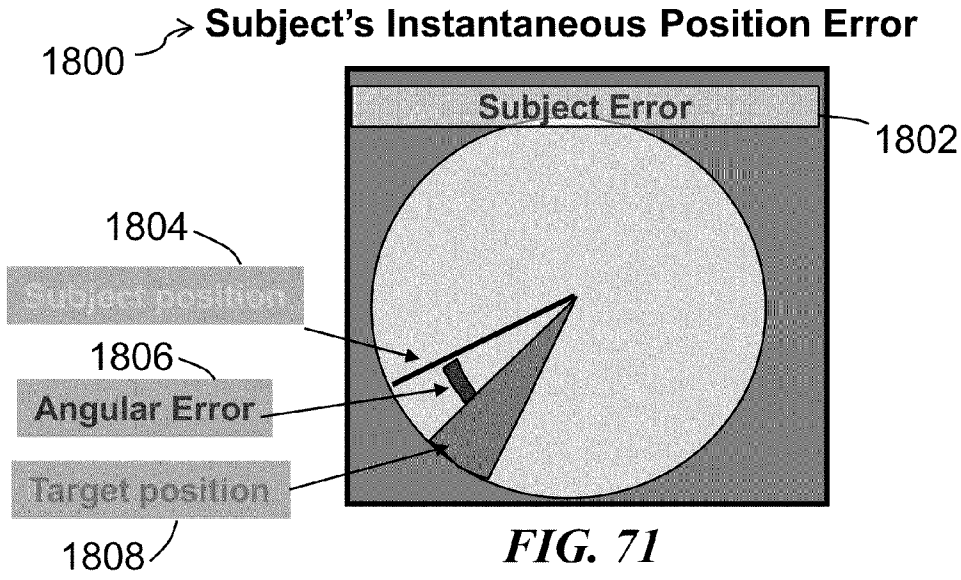 1800 Subject's Instantaneous Position Error
Subject Error
1802
1804
Subject position
1806
Angular Error
Target position
1808
FIG. 71